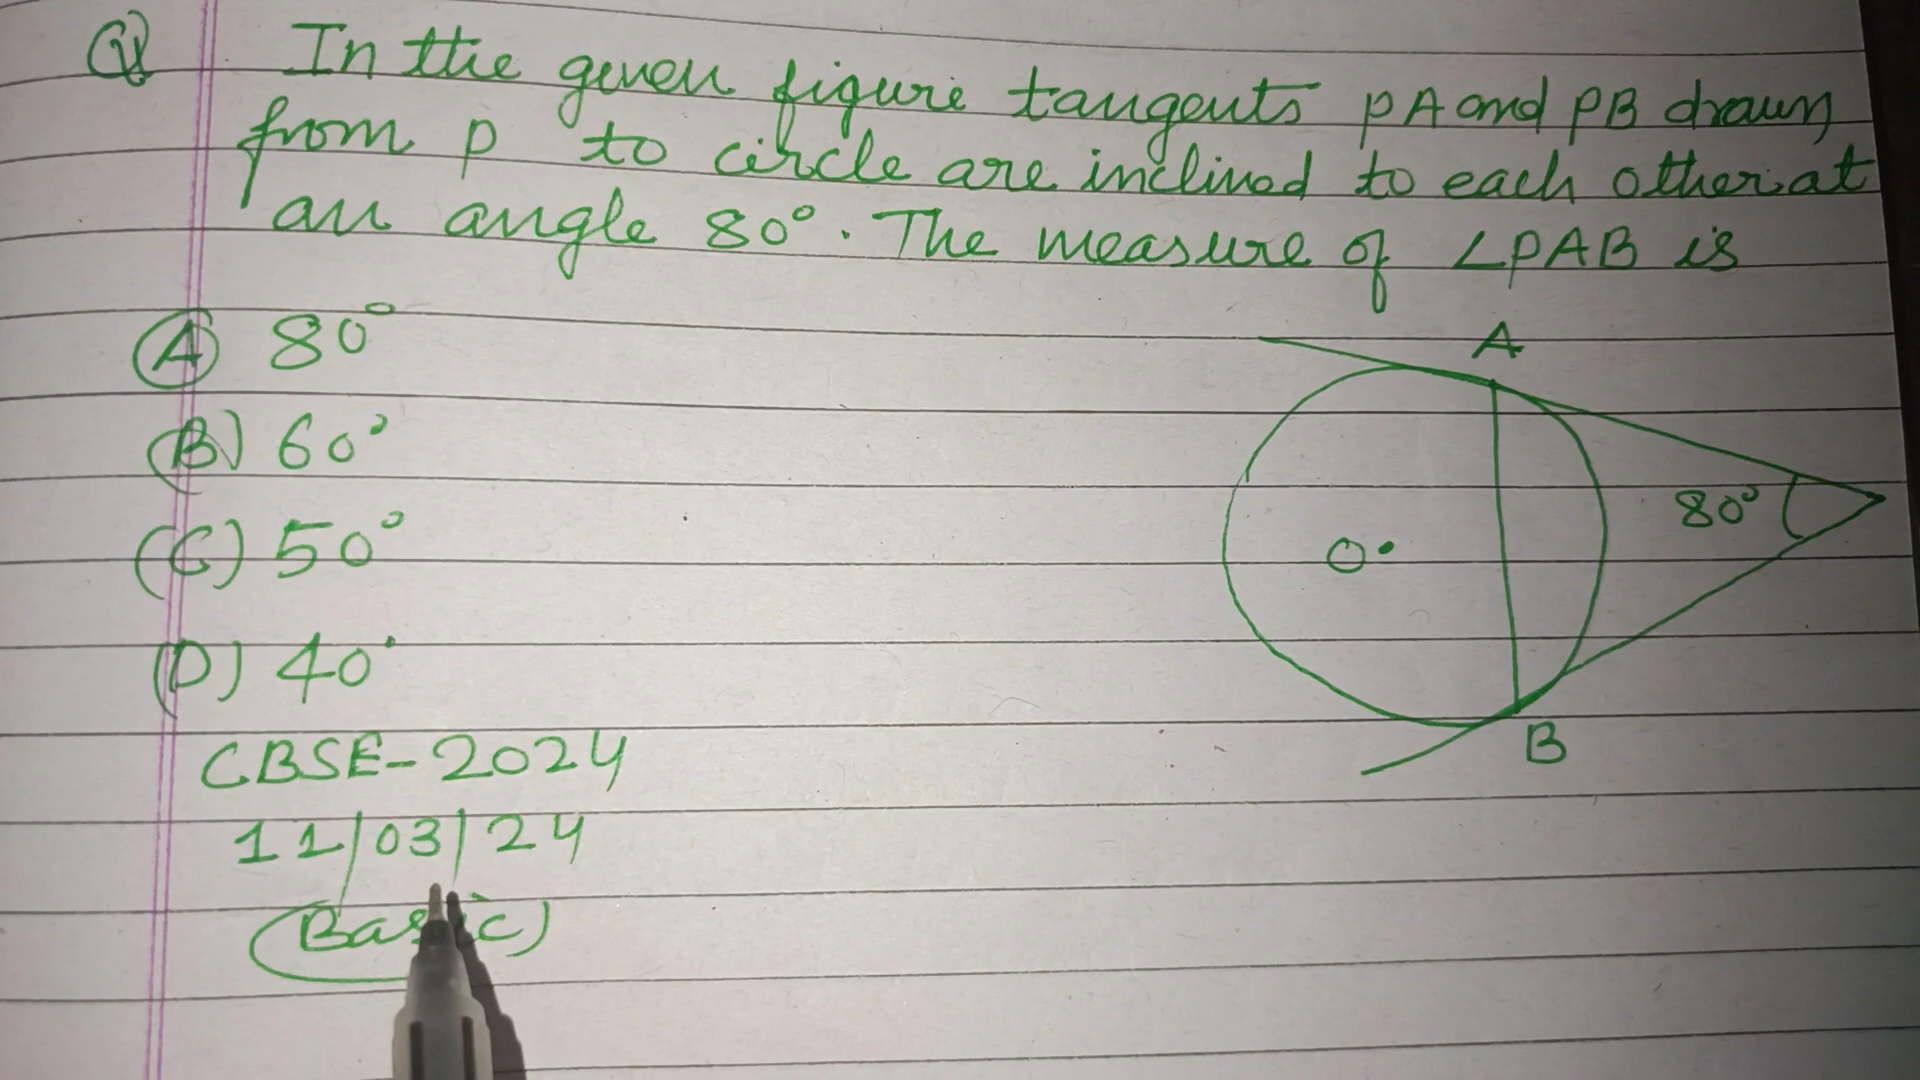 Q In the given figure tangents PA and PB drawn
from P to circle are inclined to each other at
an angle 80°. The measure of ∠PAB is
(A) 80°
(B) 60°
(C) 50°
(D) 40°
A
80°
O
B
CBSE-2024
11/03/24
(Basic)